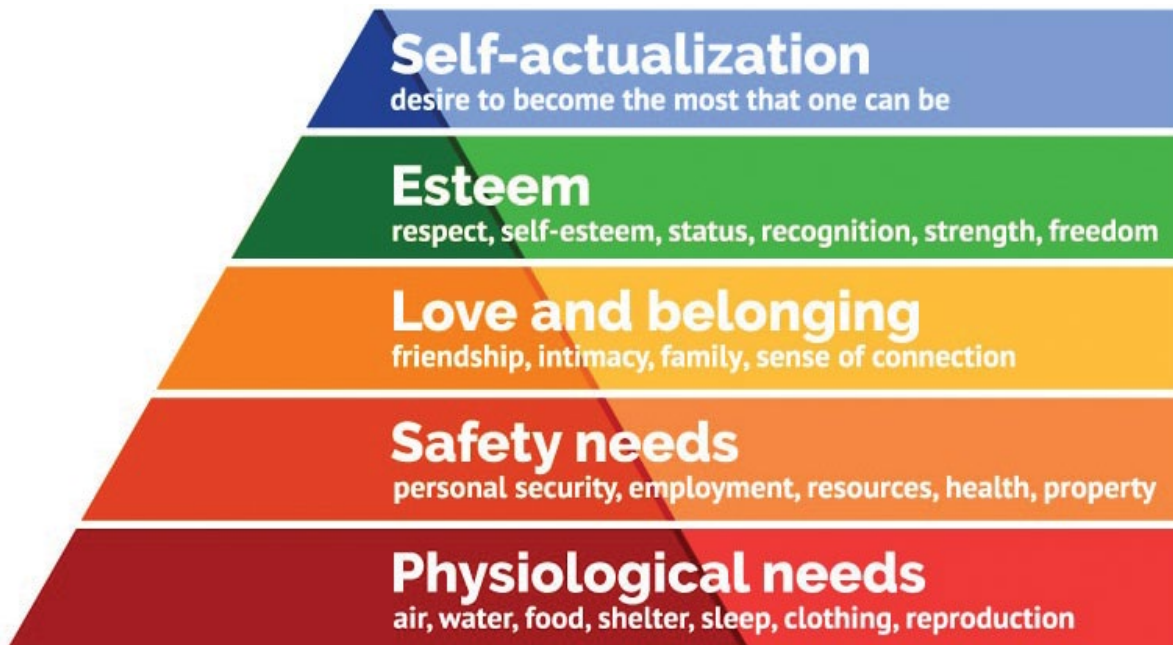 Self-actualization
desire to become the most that one can be
Esteem
respect, self-esteem, status, recognition, strength, freedom
Love and belonging
friendship, intimacy, family, sense of connection
Safety needs
personal security, employment, resources, health, property
Physiological needs
air, water, food, shelter, sleep, clothing, reproduction